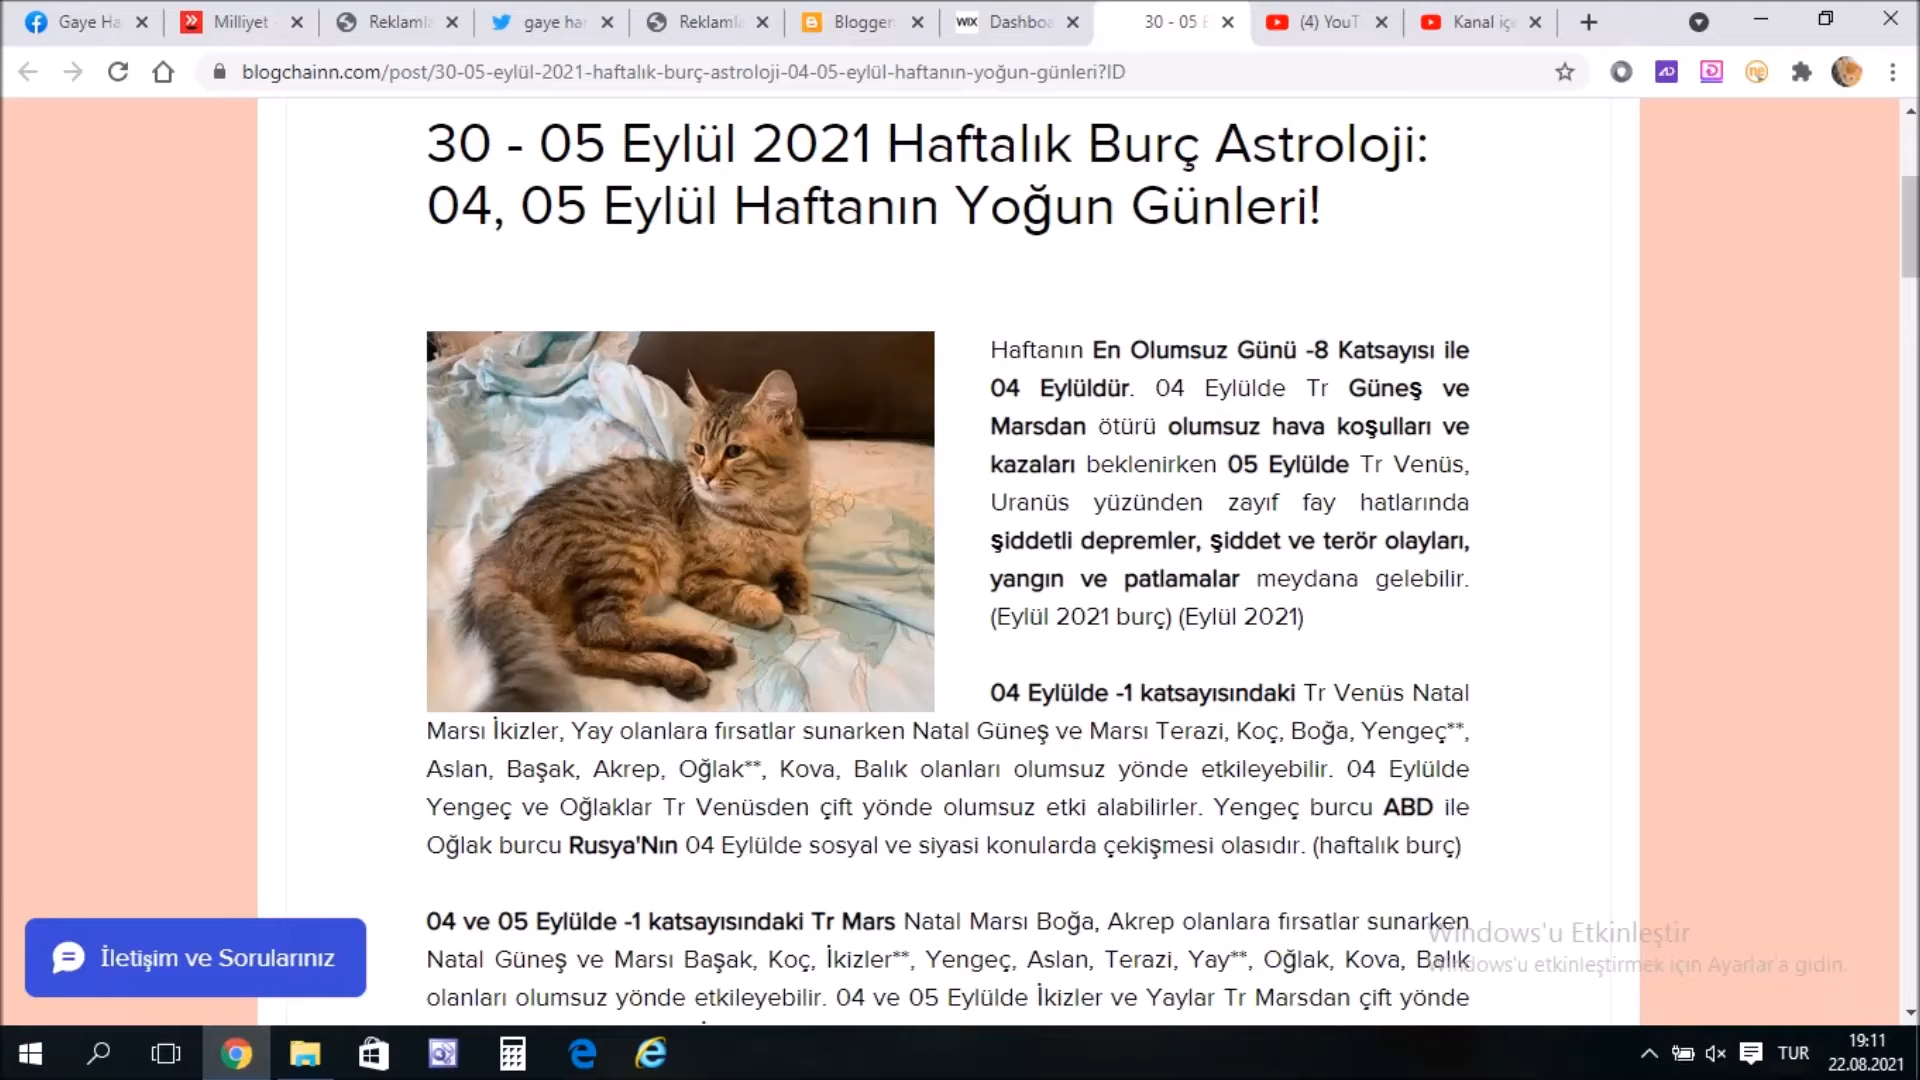 Gaye Ha
Milliyet
Reklamla
gaye har
Reklamla
Blogger
WIX Dashbo
30 - 05 E
(4) YouT
Kanal içe
blogchainn.com/post/30-05-eylül-2021-haftalık-burç-astroloji-04-05-eylül-haftanın-yoğun-günleri?ID
30 - 05 Eylül 2021 Haftalık Burç Astroloji:
04, 05 Eylül Haftanın Yoğun Günleri!
Haftanın En Olumsuz Günü -8 Katsayısı ile
04 Eylüldür. 04 Eylülde Tr Güneş ve
Marsdan ötürü olumsuz hava koşulları ve
kazaları beklenirken 05 Eylülde Tr Venüs,
Uranüs yüzünden zayıf fay hatlarında
şiddetli depremler, şiddet ve terör olayları,
yangın ve patlamalar meydana gelebilir.
(Eylül 2021 burç) (Eylül 2021)
04 Eylülde -1 katsayısındaki Tr Venüs Natal
Marsı İkizler, Yay olanlara fırsatlar sunarken Natal Güneş ve Marsı Terazi, Koç, Boğa, Yengeç**,
Aslan, Başak, Akrep, Oğlak**, Kova, Balık olanları olumsuz yönde etkileyebilir. 04 Eylülde
Yengeç ve Oğlaklar Tr Venüsden çift yönde olumsuz etki alabilirler. Yengeç burcu ABD ile
Oğlak burcu Rusya'Nın 04 Eylülde sosyal ve siyasi konularda çekişmesi olasıdır. (haftalık burç)
04 ve 05 Eylülde -1 katsayısındaki Tr Mars Natal Marsı Boğa, Akrep olanlara fırsatlar sunarken
Natal Güneş ve Marsı Başak, Koç, İkizler**, Yengeç, Aslan, Terazi, Yay**, Oğlak, Kova, Balık
olanları olumsuz yönde etkileyebilir. 04 ve 05 Eylülde İkizler ve Yaylar Tr Marsdan çift yönde
İletişim ve Sorularınız
Windows'u Etkinleştir
Windows'u etkinleştirmek için Ayarlar'a gidin.
TUR
19:11
22.08.2021